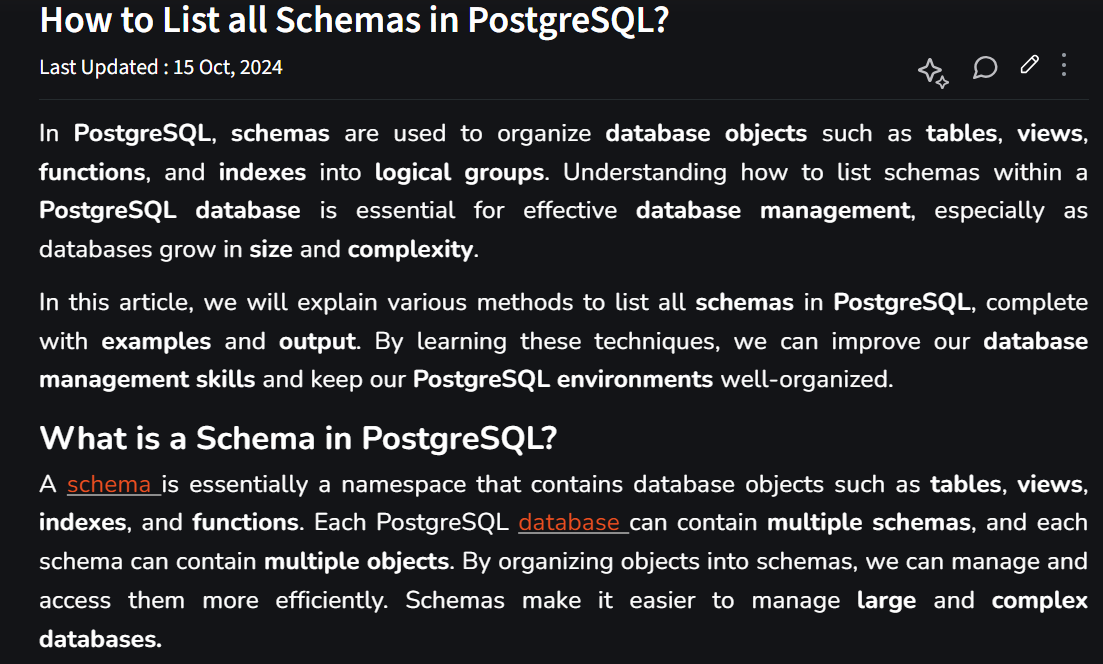 How to List all Schemas in PostgreSQL?
Last Updated : 15 Oct, 2024
In PostgreSQL, schemas are used to organize database objects such as tables, views,
functions, and indexes into logical groups. Understanding how to list schemas within a
PostgreSQL database is essential for effective database management, especially as
databases grow in size and complexity.
In this article, we will explain various methods to list all schemas in PostgreSQL, complete
with examples and output. By learning these techniques, we can improve our database
management skills and keep our PostgreSQL environments well-organized.
What is a Schema in PostgreSQL?
A schema is essentially a namespace that contains database objects such as tables, views,
indexes, and functions. Each PostgreSQL database can contain multiple schemas, and each
schema can contain multiple objects. By organizing objects into schemas, we can manage and
access them more efficiently. Schemas make it easier to manage large and complex
databases.